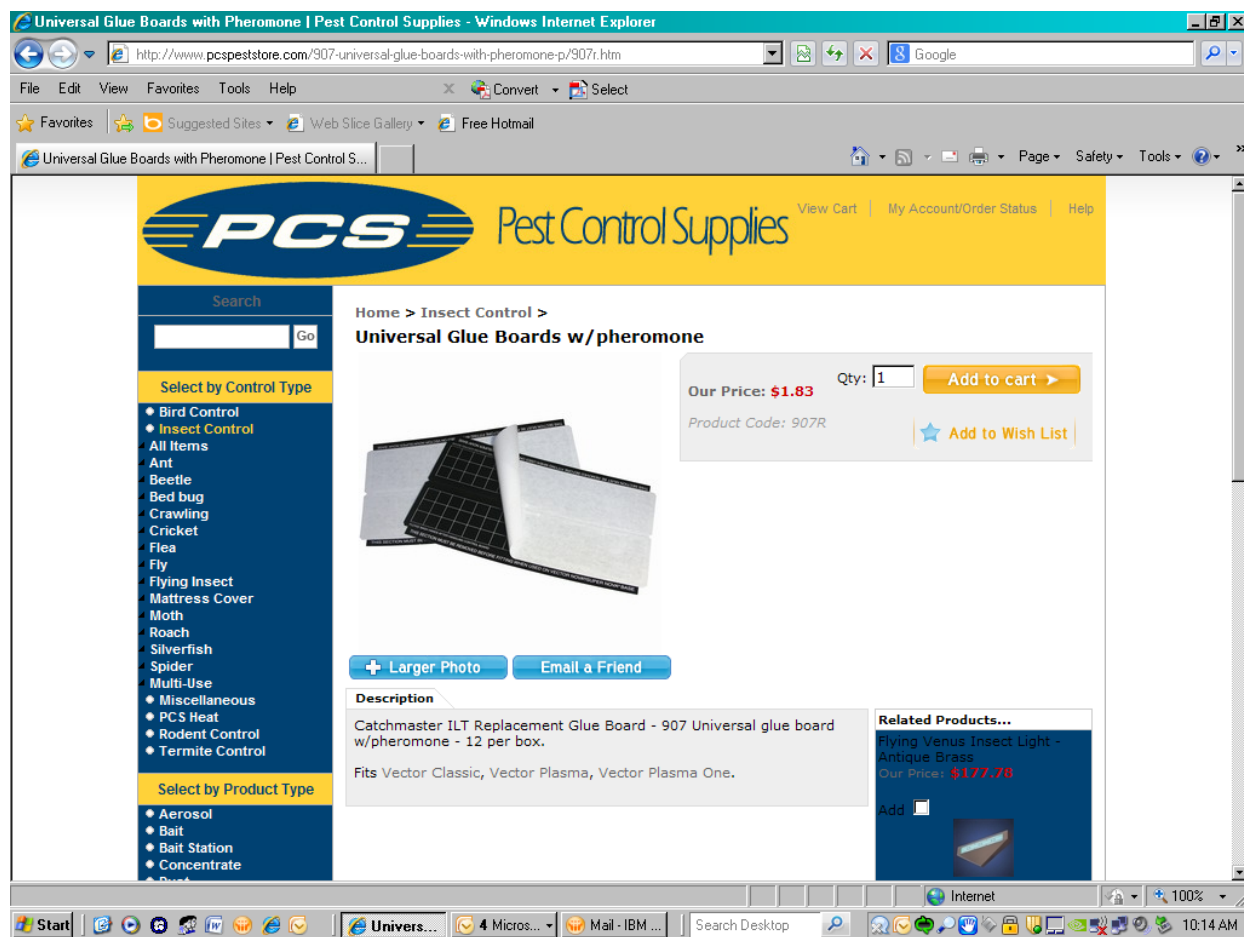 Universal Glue Boards with Pheromone | Pest Control Supplies - Windows Internet Explorer
http://www.pcspeststore.com/907-universal-glue-boards-with-pheromone-p/907r.htm
Google
File Edit View Favorites Tools Help
x Convert Select
Favorites Suggested Sites Web Slice Gallery Free Hotmail
Universal Glue Boards with Pheromone | Pest Control S...
Page Safety Tools »
PCS Pest Control Supplies
View Cart | My Account/Order Status | Help
Search
Go
Select by Control Type
Bird Control
Insect Control
All Items
Ant
Beetle
Bed bug
Crawling
Cricket
Flea
Fly
Flying Insect
Mattress Cover
Moth
Roach
Silverfish
Spider
Multi-Use
Miscellaneous
PCS Heat
Rodent Control
Termite Control
Select by Product Type
Aerosol
Bait
Bait Station
Concentrate
Home > Insect Control >
Universal Glue Boards w/pheromone
Our Price: $1.83
Product Code: 907R
Qty: 1
Add to cart >
Add to Wish List
Larger Photo
Email a Friend
Description
Catchmaster ILT Replacement Glue Board - 907 Universal glue board
w/pheromone - 12 per box.
Fits Vector Classic, Vector Plasma, Vector Plasma One.
Related Products...
Flying Venus Insect Light -
Antique Brass
Our Price: $177.78
Add
Internet
100%
Start
Univers...
4 Micros...
Mail - IBM ...
Search Desktop
10:14 AM